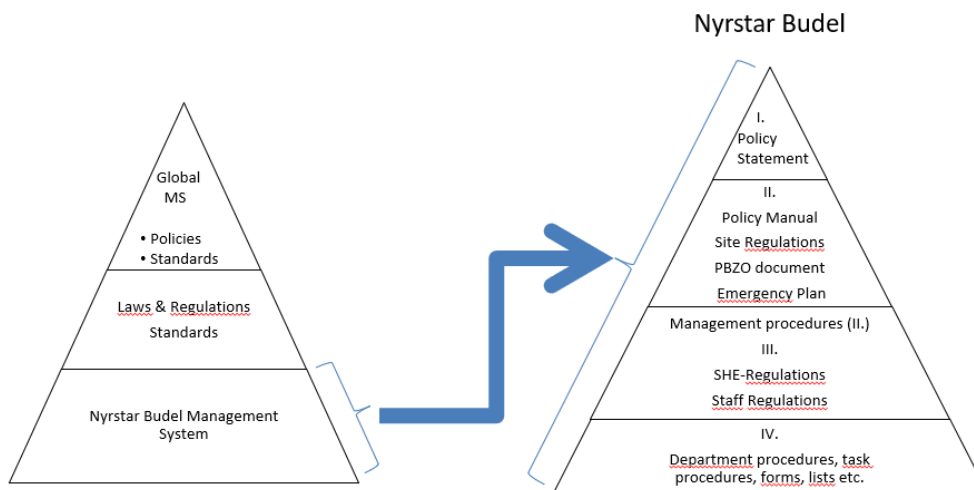 Nyrstar Budel
Global
MS
• Policies
• Standards
Laws & Regulations
Standards
Nyrstar Budel Management
System
I.
Policy
Statement
II.
Policy Manual
Site Regulations
PBZO document
Emergency Plan
Management procedures (II.)
III.
SHE-Regulations
Staff Regulations
IV.
Department procedures, task
procedures, forms, lists etc.